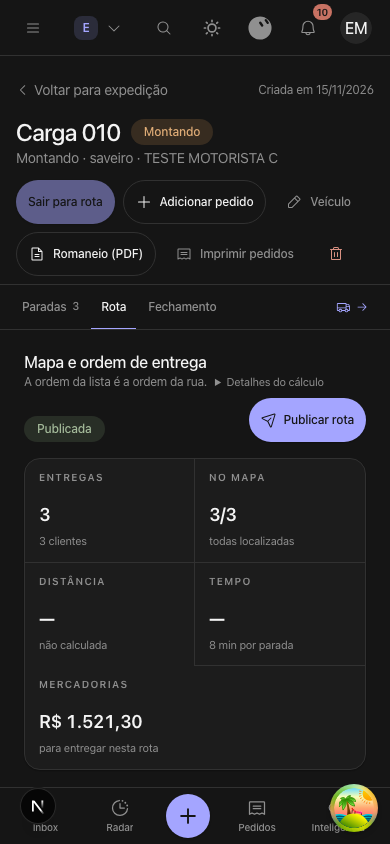 E
10
EM
Voltar para expedição
Criada em 15/11/2026
Carga 010
Montando
Montando · saveiro · TESTE MOTORISTA C
Sair para rota
Adicionar pedido
Veículo
Romaneio (PDF)
Imprimir pedidos
Paradas 3
Rota
Fechamento
Mapa e ordem de entrega
A ordem da lista é a ordem da rua.
Detalhes do cálculo
Publicada
Publicar rota
ENTREGAS
3
3 clientes
NO MAPA
3/3
todas localizadas
DISTÂNCIA
—
não calculada
TEMPO
—
8 min por parada
MERCADORIAS
R$ 1.521,30
para entregar nesta rota
N
Inbox
Radar
Pedidos